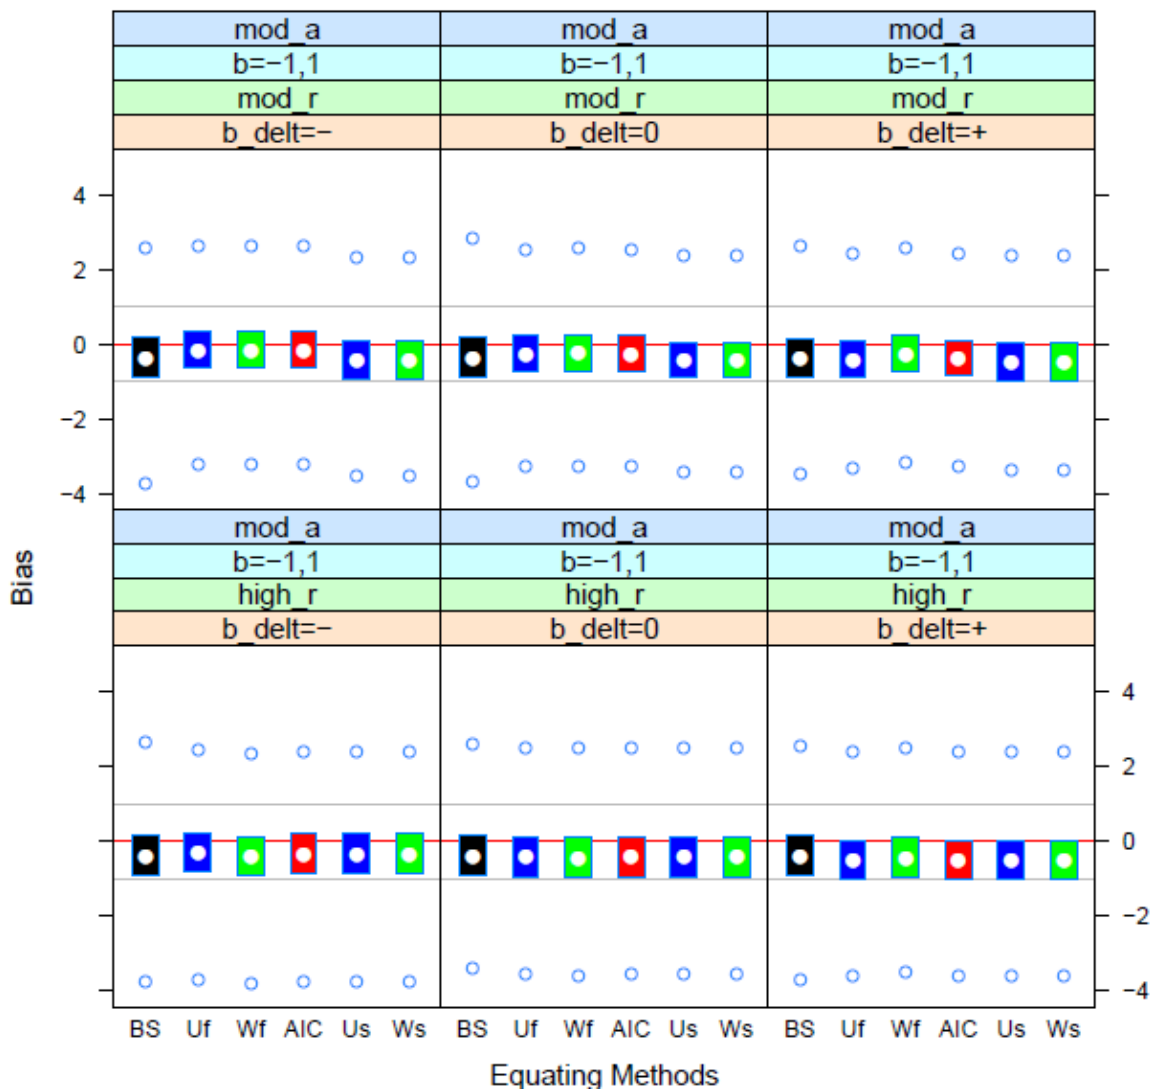 mod_a mod_a mod_a
b=−1,1 b=−1,1 b=−1,1
mod_r mod_r mod_r
b_delt=− b_delt=0 b_delt=+
4
2
0
−2
−4
mod_a mod_a mod_a
b=−1,1 b=−1,1 b=−1,1
high_r high_r high_r
b_delt=− b_delt=0 b_delt=+
4
2
0
−2
−4
Bias
BS Uf Wf AIC Us Ws BS Uf Wf AIC Us Ws BS Uf Wf AIC Us Ws
Equating Methods